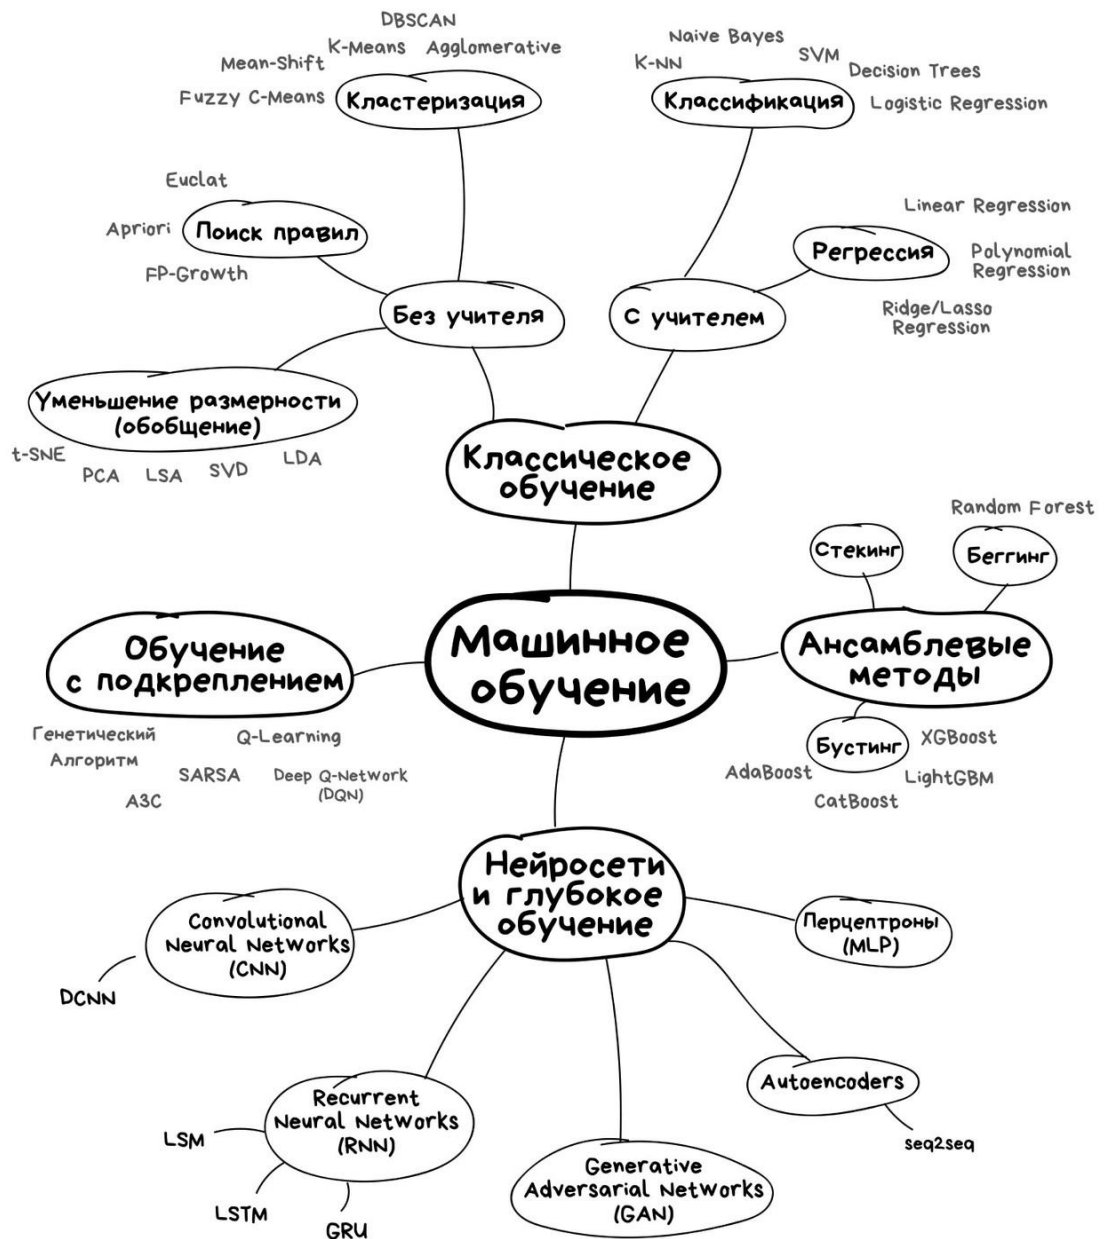 DBSCAN
K-Means
Agglomerative
Mean-Shift
Fuzzy C-Means
Кластеризация
Naive Bayes
K-NN
SVM
Decision Trees
Классификация
Logistic Regression
Euclat
Apriori
Поиск правил
FP-Growth
Linear Regression
Регрессия
Polynomial
Regression
Ridge/Lasso
Regression
Без учителя
С учителем
Уменьшение размерности
(обобщение)
t-SNE
PCA
LSA
SVD
LDA
Классическое
обучение
Random Forest
Стекинг
Беггинг
Обучение
с подкреплением
Машинное
обучение
Ансамблевые
методы
Генетический
Алгоритм
Q-Learning
SARSA
Deep Q-Network
(DQN)
A3C
Бустинг
XGBoost
AdaBoost
LightGBM
CatBoost
Нейросети
и глубокое
обучение
Convolutional
Neural Networks
(CNN)
DCNN
Перцептроны
(MLP)
Autoencoders
seq2seq
Recurrent
Neural Networks
(RNN)
LSM
LSTM
GRU
Generative
Adversarial Networks
(GAN)